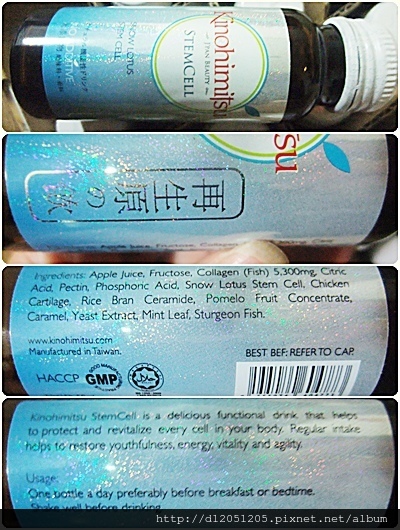 Kinohimitsu
JPAN BEAUTY
STEMCELL
SNOW LOTUS
STEM CELL
tsu
再生原の飲
Ingredients: Apple Juice, Fructose, Collagen (Fish) 5,300mg, Citric
Acid, Pectin, Phosphoric Acid, Snow Lotus Stem Cell, Chicken
Cartilage, Rice Bran Ceramide, Pomelo Fruit Concentrate,
Caramel, Yeast Extract, Mint Leaf, Sturgeon Fish.
www.kinohimitsu.com
Manufactured in Taiwan.
BEST BEF: REFER TO CAP.
HACCP
GMP
Kinohimitsu StemCell is a delicious functional drink that helps
to protect and revitalize every cell in your body. Regular intake
helps to restore youthfulness, energy, vitality and agility.
Usage:
One bottle a day preferably before breakfast or bedtime.
Shake well before drinking.
http://d12051205.pixnet.net/album